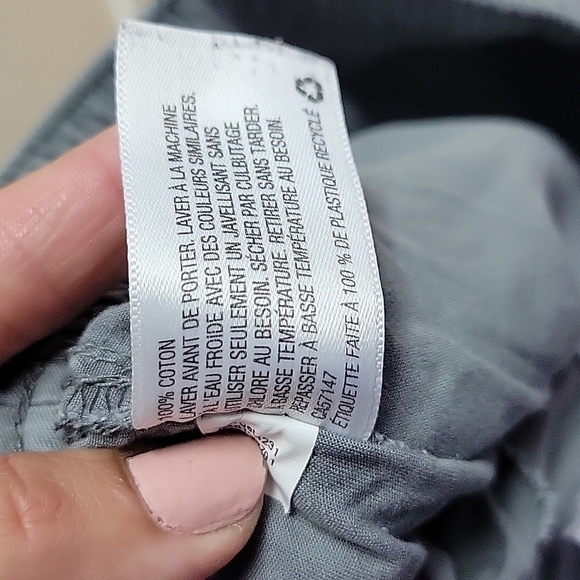 100% COTON
LAVER AVANT DE PORTER. LAVER À LA MACHINE
À L'EAU FROIDE AVEC DES COULEURS SIMILAIRES.
UTILISER SEULEMENT UN JAVELLISANT SANS
CHLORE AU BESOIN. SÉCHER PAR CULBUTAGE
À BASSE TEMPÉRATURE. RETIRER SANS TARDER.
REPASSER À BASSE TEMPÉRATURE AU BESOIN.
CA57147
ÉTIQUETTE FAITE À 100 % DE PLASTIQUE RECYCLÉ